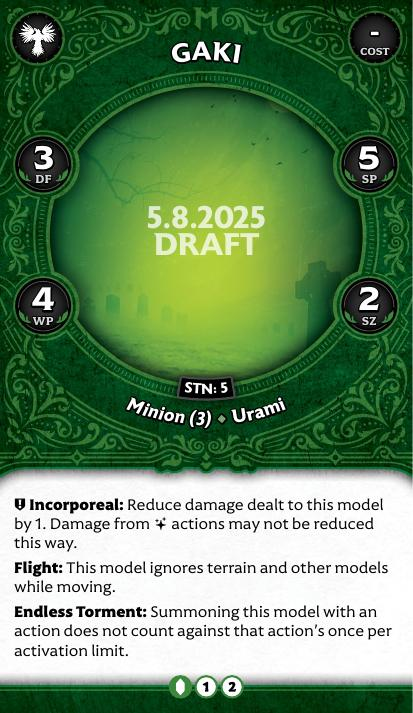 GAKI
-
COST
3
DF
5
SP
5.8.2025
DRAFT
4
WP
2
SZ
STN: 5
Minion (3) ⬥ Urami
Incorporeal: Reduce damage dealt to this model
by 1. Damage from actions may not be reduced
this way.
Flight: This model ignores terrain and other models
while moving.
Endless Torment: Summoning this model with an
action does not count against that action's once per
activation limit.
1 2